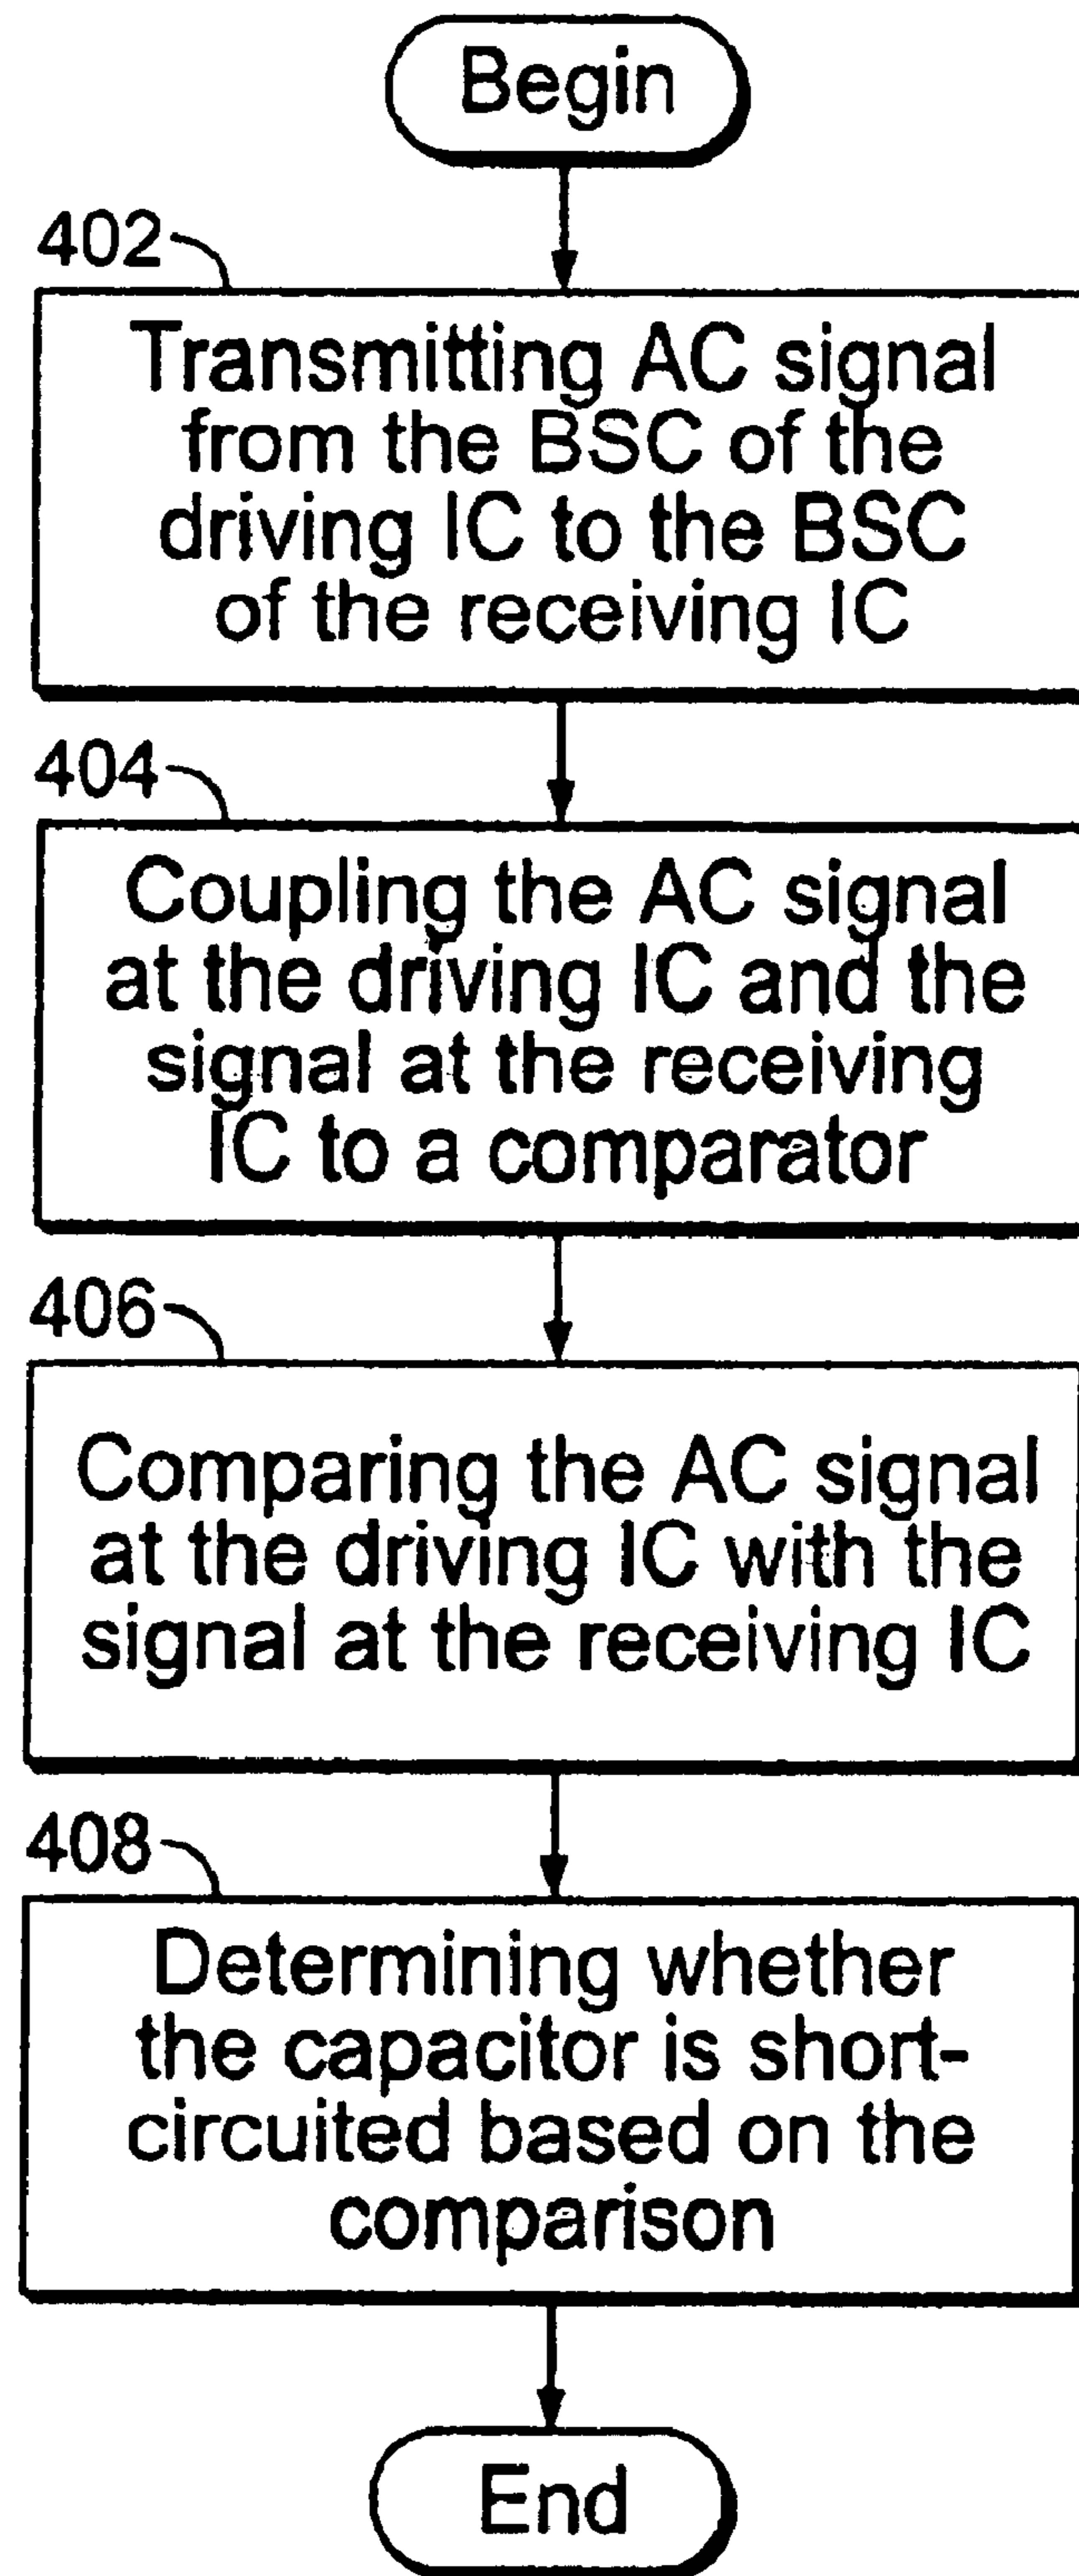 Begin
402
Transmitting AC signal
from the BSC of the
driving IC to the BSC
of the receiving IC
404
Coupling the AC signal
at the driving IC and the
signal at the receiving
IC to a comparator
406
Comparing the AC signal
at the driving IC with the
signal at the receiving IC
408
Determining whether
the capacitor is short-
circuited based on the
comparison
End